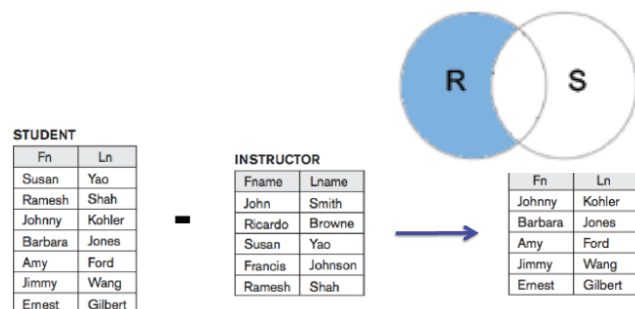 R S
STUDENT
Fn Ln
Susan Yao
Ramesh Shah
Johnny Kohler
Barbara Jones
Amy Ford
Jimmy Wang
Ernest Gilbert
-
INSTRUCTOR
Fname Lname
John Smith
Ricardo Browne
Susan Yao
Francis Johnson
Ramesh Shah
Fn Ln
Johnny Kohler
Barbara Jones
Amy Ford
Jimmy Wang
Ernest Gilbert